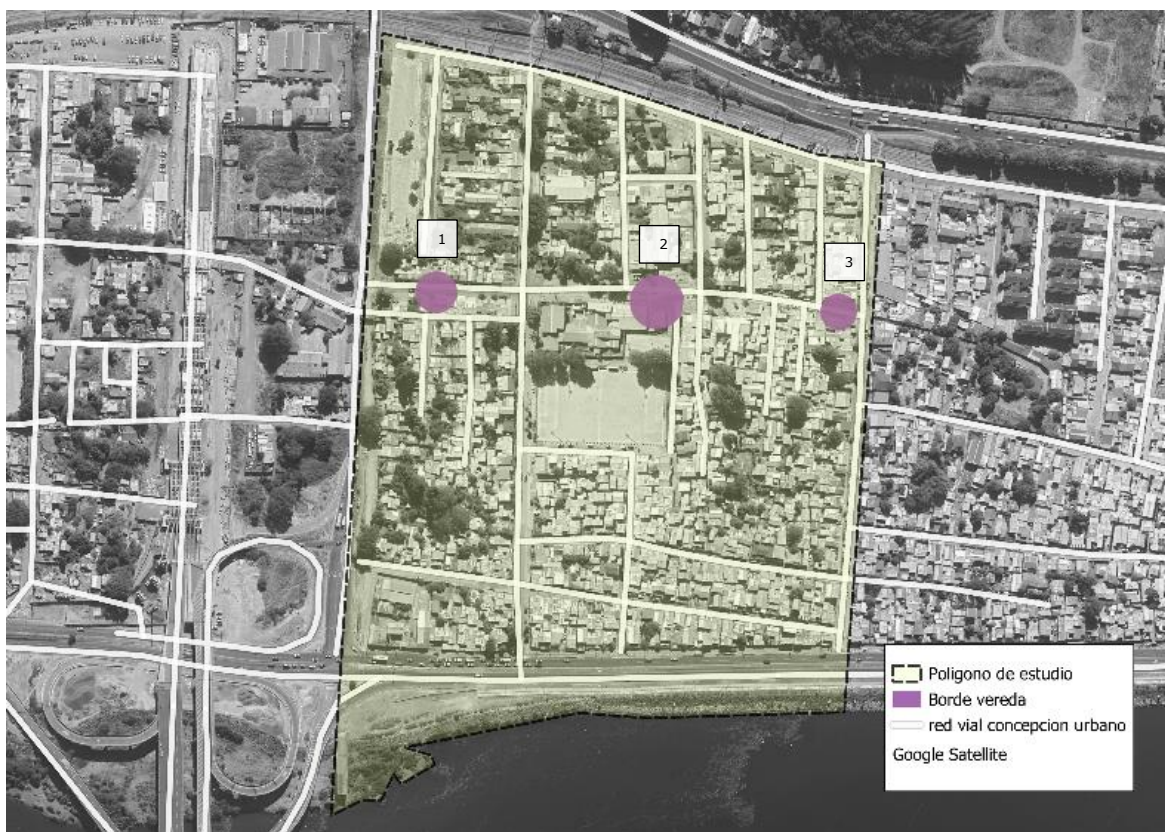 1
2
3
Poligono de estudio
Borde vereda
red vial concepcion urbano
Google Satellite